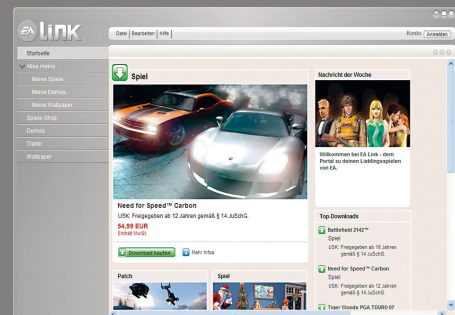 EA LINK
Datei | Bearbeiten | Hilfe |
Konto: Anmelden
Startseite
Alles meins
Meine Spiele
Meine Demos
Meine Wallpaper
Spiele-Shop
Demos
Trailer
Wallpaper
Spiel
Need for Speed™ Carbon
USK: Freigegeben ab 12 Jahren gemäß § 14 JuSchG.
54,99 EUR
Enthält MwSt.
Download kaufen
Mehr Infos
Patch
Spiel
Nachricht der Woche
Willkommen bei EA Link - dem
Portal zu deinen Lieblingsspielen
von EA.
Top-Downloads
Battlefield 2142™
Spiel
USK: Freigegeben ab 16 Jahren
gemäß § 14 JuSchG.
Need for Speed™ Carbon
Spiel
USK: Freigegeben ab 12 Jahren
gemäß § 14 JuSchG.
Tiger Woods PGA TOUR® 07